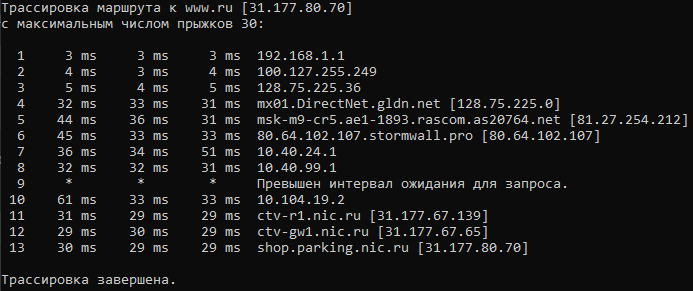 Трассировка маршрута к www.ru [31.177.80.70]
с максимальным числом прыжков 30:
1 3 ms 3 ms 3 ms 192.168.1.1
2 4 ms 3 ms 4 ms 100.127.255.249
3 5 ms 4 ms 5 ms 128.75.225.36
4 32 ms 33 ms 31 ms mx01.DirectNet.gldn.net [128.75.225.0]
5 44 ms 36 ms 31 ms msk-m9-cr5.ae1-1893.rascom.as20764.net [81.27.254.212]
6 45 ms 33 ms 33 ms 80.64.102.107.stormwall.pro [80.64.102.107]
7 36 ms 34 ms 51 ms 10.40.24.1
8 32 ms 32 ms 31 ms 10.40.99.1
9 * * * Превышен интервал ожидания для запроса.
10 61 ms 33 ms 33 ms 10.104.19.2
11 31 ms 29 ms 29 ms ctv-r1.nic.ru [31.177.67.139]
12 29 ms 30 ms 29 ms ctv-gw1.nic.ru [31.177.67.65]
13 30 ms 29 ms 29 ms shop.parking.nic.ru [31.177.80.70]
Трассировка завершена.